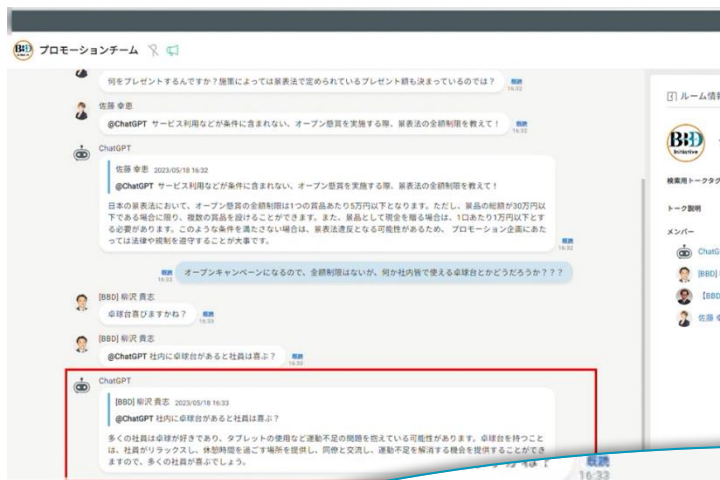 BBD
プロモーションチーム
何をプレゼントするんですか？施策によっては景表法で定められているプレゼント額も決まっているのでは？ 既読
16:32
佐藤 幸恵
@ChatGPT サービス利用などが条件に含まれない、オープン懸賞を実施する際、景表法の金額制限を教えて！ 既読
16:32
ChatGPT
佐藤 幸恵 2023/05/18 16:32
@ChatGPT サービス利用などが条件に含まれない、オープン懸賞を実施する際、景表法の金額制限を教えて！
日本の景表法において、オープン懸賞の金額制限は1つの賞品あたり5万円以下となります。ただし、景品の総額が30万円以
下である場合に限り、複数の賞品を設けることができます。また、景品として現金を贈る場合は、1口あたり1万円以下とす
る必要があります。このような条件を満たさない場合は、景表法違反となる可能性があるため、 プロモーション企画にあた
っては法律や規制を遵守することが大事です。 既読
16:32
既読 オープンキャンペーンになるので、金額制限はないが、何か社内皆で使える卓球台とかどうだろうか？？？
16:33
[BBD] 柳沢 貴志
卓球台喜びますかね？ 既読
16:33
[BBD] 柳沢 貴志
@ChatGPT 社内に卓球台があると社員は喜ぶ？ 既読
16:33
ChatGPT
[BBD] 柳沢 貴志 2023/05/18 16:33
@ChatGPT 社内に卓球台があると社員は喜ぶ？
多くの社員は卓球が好きであり、タブレットの使用など運動不足の問題を抱えている可能性があります。卓球台を持つこと
は、社員がリラックスし、休憩時間を過ごす場所を提供し、同僚と交流し、運動不足を解消する機会を提供することができ
ますので、多くの社員が喜ぶでしょう。
既読
16:33
ルーム情報
BBD
Initiative
検索用トークタグ
トーク説明
メンバー
ChatG
[BBD]
[BBD
佐藤 幸